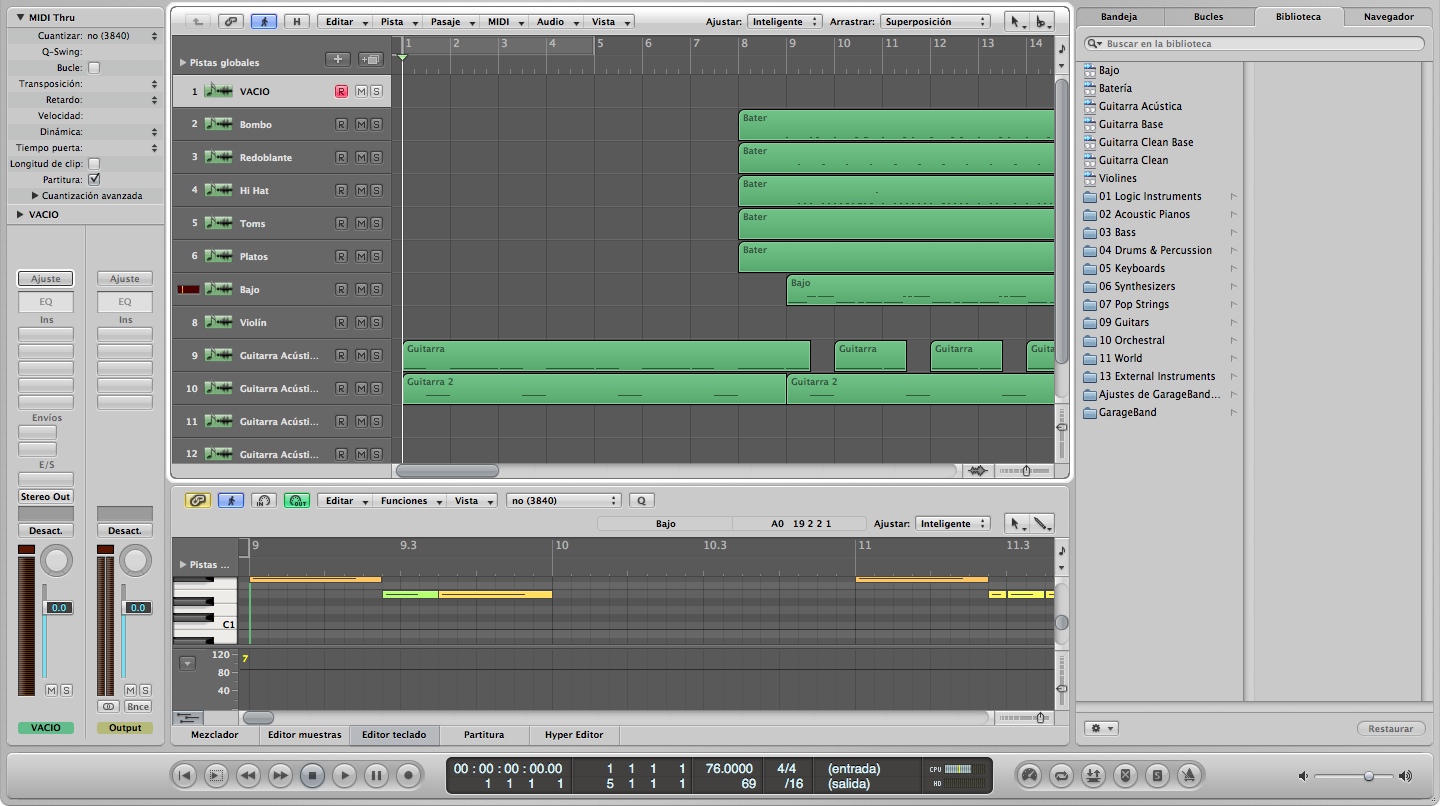 MIDI Thru
Cuantizar: no (3840)
Q-Swing:
Bucle:
Transposición:
Retardo:
Velocidad:
Dinámica:
Tiempo puerta:
Longitud de clip:
Partitura:
Cuantización avanzada
VACIO
Ajuste Ajuste
EQ EQ
Ins Ins
Envíos
E/S
Stereo Out
Desact. Desact.
0.0 0.0
M S M S
Bnce
VACIO Output
H Editar Pista Pasaje MIDI Audio Vista Ajustar: Inteligente Arrastrar: Superposición
1 2 3 4 5 6 7 8 9 10 11 12 13 14
Pistas globales
1 VACIO R M S
2 Bombo R M S Bater
3 Redoblante R M S Bater
4 Hi Hat R M S Bater
5 Toms R M S Bater
6 Platos R M S Bater
Bajo R M S Bajo
8 Violín R M S
9 Guitarra Acústi... R M S Guitarra Guitarra Guitarra Guita
10 Guitarra Acústi... R M S Guitarra 2 Guitarra 2
11 Guitarra Acústi... R M S
12 Guitarra Acústi... R M S
IN OUT Editar Funciones Vista no (3840) Q
Bajo A0 19 2 2 1 Ajustar: Inteligente
9 9.3 10 10.3 11 11.3
Pistas ...
C1
120 7
80
40
Mezclador Editor muestras Editor teclado Partitura Hyper Editor
Bandeja Bucles Biblioteca Navegador
Buscar en la biblioteca
Bajo
Batería
Guitarra Acústica
Guitarra Base
Guitarra Clean Base
Guitarra Clean
Violines
01 Logic Instruments
02 Acoustic Pianos
03 Bass
04 Drums & Percussion
05 Keyboards
06 Synthesizers
07 Pop Strings
09 Guitars
10 Orchestral
11 World
13 External Instruments
Ajustes de GarageBand...
GarageBand
Restaurar
00 : 00 : 00 : 00.00 1 1 1 1 76.0000 4/4 (entrada) CPU
1 1 1 1 5 1 1 1 69 /16 (salida) HD
S